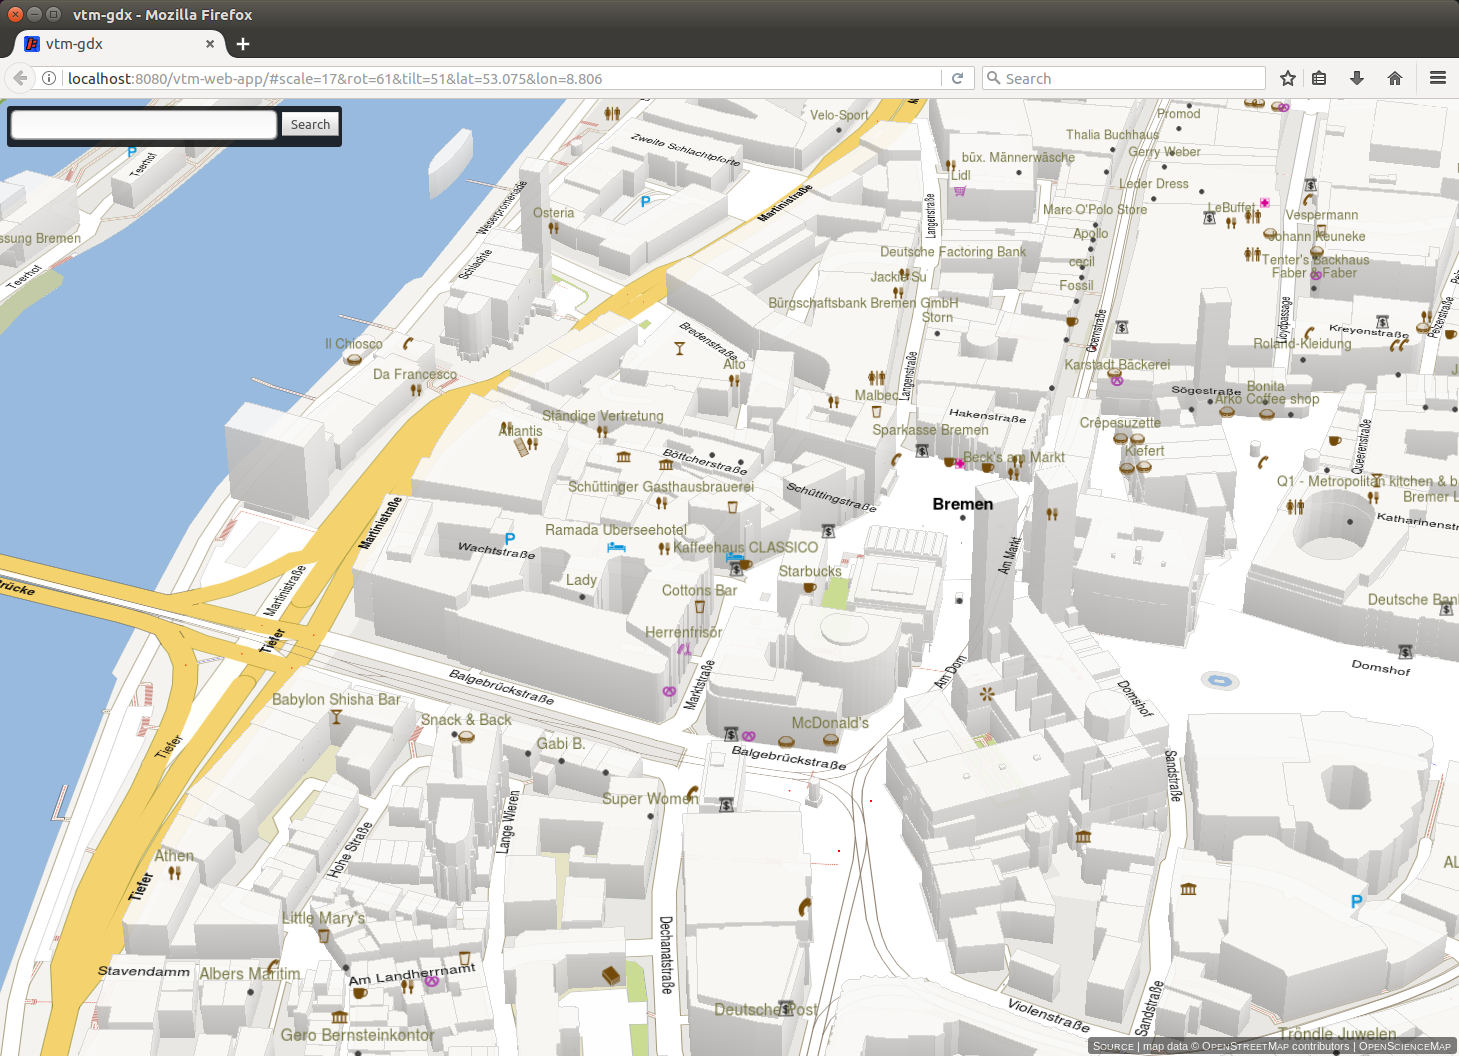 vtm-gdx - Mozilla Firefox
vtm-gdx
localhost:8080/vtm-web-app/#scale=17&rot=61&tilt=51&lat=53.075&lon=8.806
Search
Search
Velo-Sport
Promod
Thalia Buchhaus
Zweite Schlachtpforte
Gerry Weber
büx. Männerwäsche
P
Teerhof
Lidl
Leder Dress
Martinistraße
P
Weserpromenade
Langenstraße
Marc O'Polo Store
LeBuffet
Vespermann
Osteria
Apollo
Johann Keuneke
ssung Bremen
Schlachte
Deutsche Factoring Bank
cecil
Tenter's Backhaus
Faber & Faber
Teerhof
Jackie Su
Fossil
Bürgschaftsbank Bremen GmbH
Storn
Lloydpassage
Pelzerstraße
Obernstraße
Kreyenstraße
Bredenstraße
Il Chiosco
Roland-Kleidung
Alto
Karstadt Bäckerei
Da Francesco
Langenstraße
Malbec
Sögestraße
Bonita
Arko Coffee shop
Ständige Vertretung
Hakenstraße
Crêpesuzette
Atlantis
Sparkasse Bremen
Queerenstraße
Kiefert
Böttcherstraße
Beck's am Markt
Schüttinger Gasthausbrauerei
Q1 - Metropolitan kitchen & b
Schüttingstraße
Bremer L
Bremen
Martinistraße
Katharinenstr
Ramada Überseehotel
P
Wachtstraße
Kaffeehaus CLASSICO
Am Markt
Starbucks
Lady
rücke
Martinistraße
Cottons Bar
Deutsche Ban
Herrenfrisör
Tiefer
Domshof
Am Dom
Balgebrückstraße
Marktstraße
Domshof
Babylon Shisha Bar
Snack & Back
McDonald's
Gabi B.
Tiefer
Balgebrückstraße
Sandstraße
Super Women
Lange Wieren
Hohe Straße
Athen
AL
Tiefer
P
Little Mary's
Dechanatstraße
Stavendamm
Albers Maritim
Am Landherrnamt
Sandstraße
Deutsche Post
Violenstraße
Gero Bernsteinkontor
Tröndle Juwelen
Source | map data © OpenStreetMap contributors | OpenScienceMap